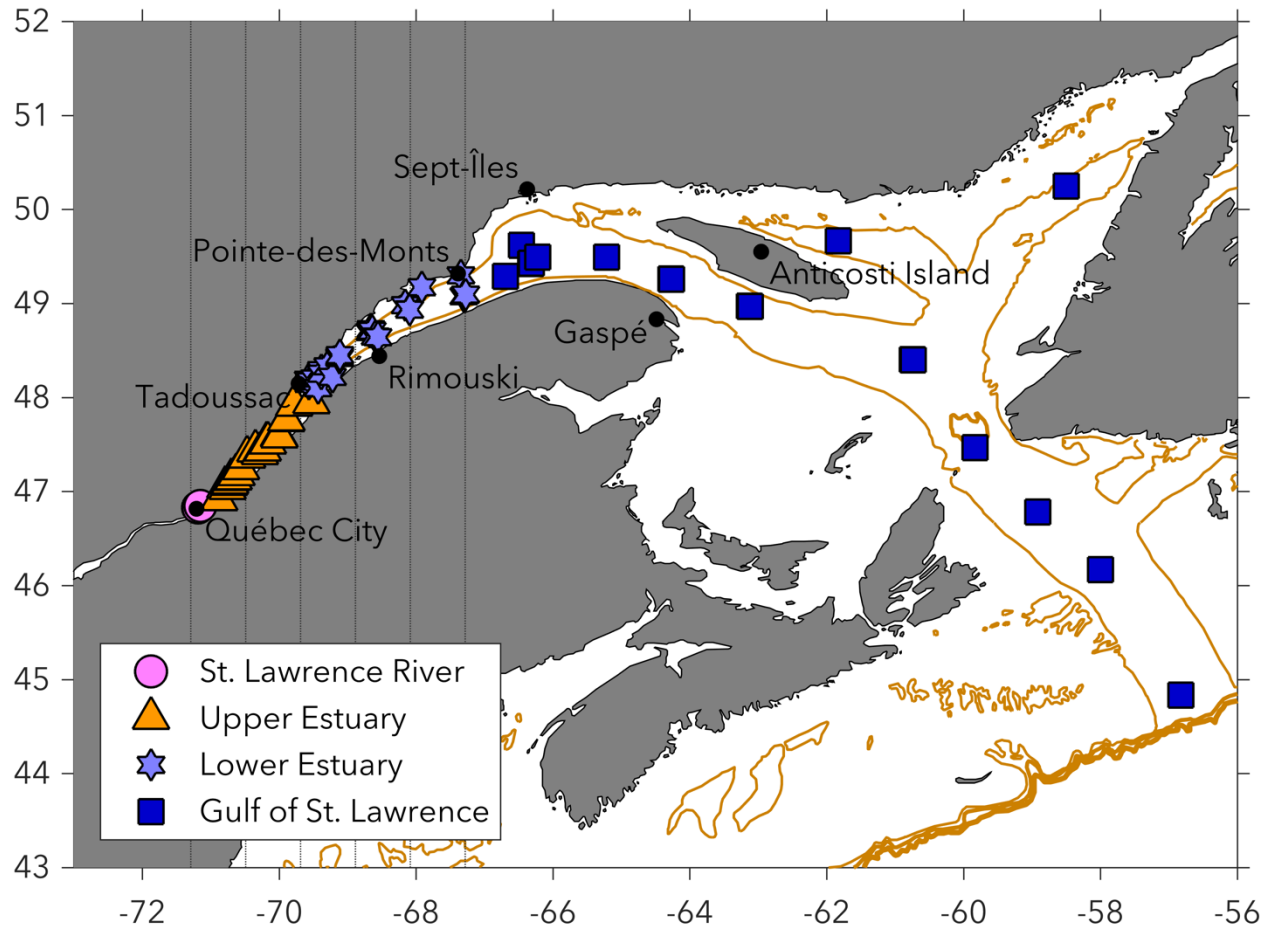 52
51
50
49
48
47
46
45
44
43
Sept-Îles
Pointe-des-Monts
Anticosti Island
Gaspé
Rimouski
Tadoussac
Québec City
St. Lawrence River
Upper Estuary
Lower Estuary
Gulf of St. Lawrence
-72 -70 -68 -66 -64 -62 -60 -58 -56